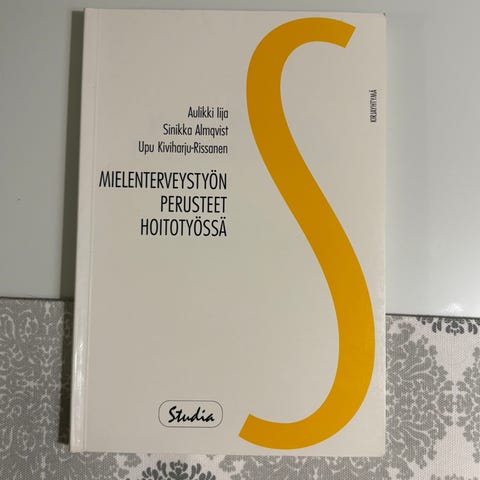 Aulikki Iija
Sinikka Almqvist
Upu Kiviharju-Rissanen
MIELENTERVEYSTYÖN
PERUSTEET
HOITOTYÖSSÄ
KIRJAYHTYMÄ
Studia